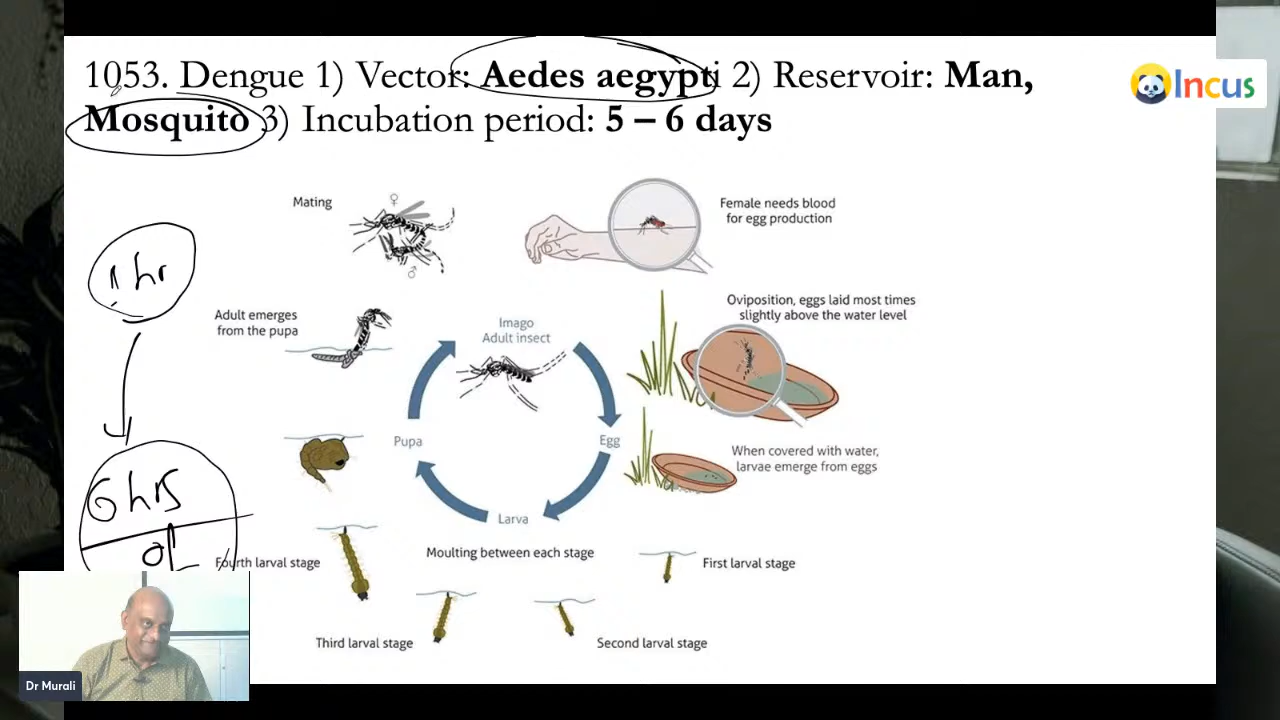 1053. Dengue 1) Vector: Aedes aegypti 2) Reservoir: Man,
Mosquito 3) Incubation period: 5 – 6 days
Incus
Mating
♀
♂
Female needs blood
for egg production
1 hr
Adult emerges
from the pupa
Imago
Adult insect
Oviposition, eggs laid most times
slightly above the water level
Pupa
Egg
When covered with water,
larvae emerge from eggs
6 hrs
Larva
Fourth larval stage
Moulting between each stage
First larval stage
Third larval stage
Second larval stage
Dr Murali